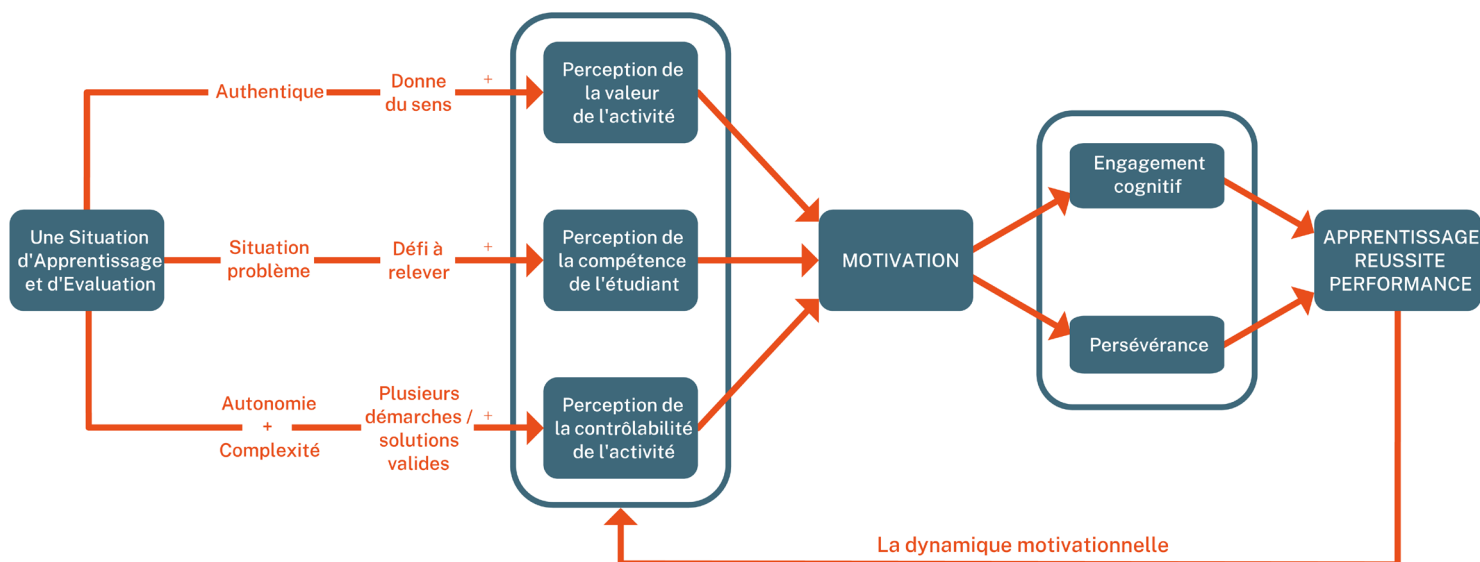 Authentique
Donne
du sens
+
Perception de
la valeur
de l'activité
Une Situation
d'Apprentissage
et d'Evaluation
Situation
problème
Défi à
relever
+
Perception de
la compétence
de l'étudiant
Autonomie
+
Complexité
Plusieurs
démarches /
solutions
valides
+
Perception de
la contrôlabilité
de l'activité
MOTIVATION
Engagement
cognitif
Persévérance
APPRENTISSAGE
REUSSITE
PERFORMANCE
La dynamique motivationnelle